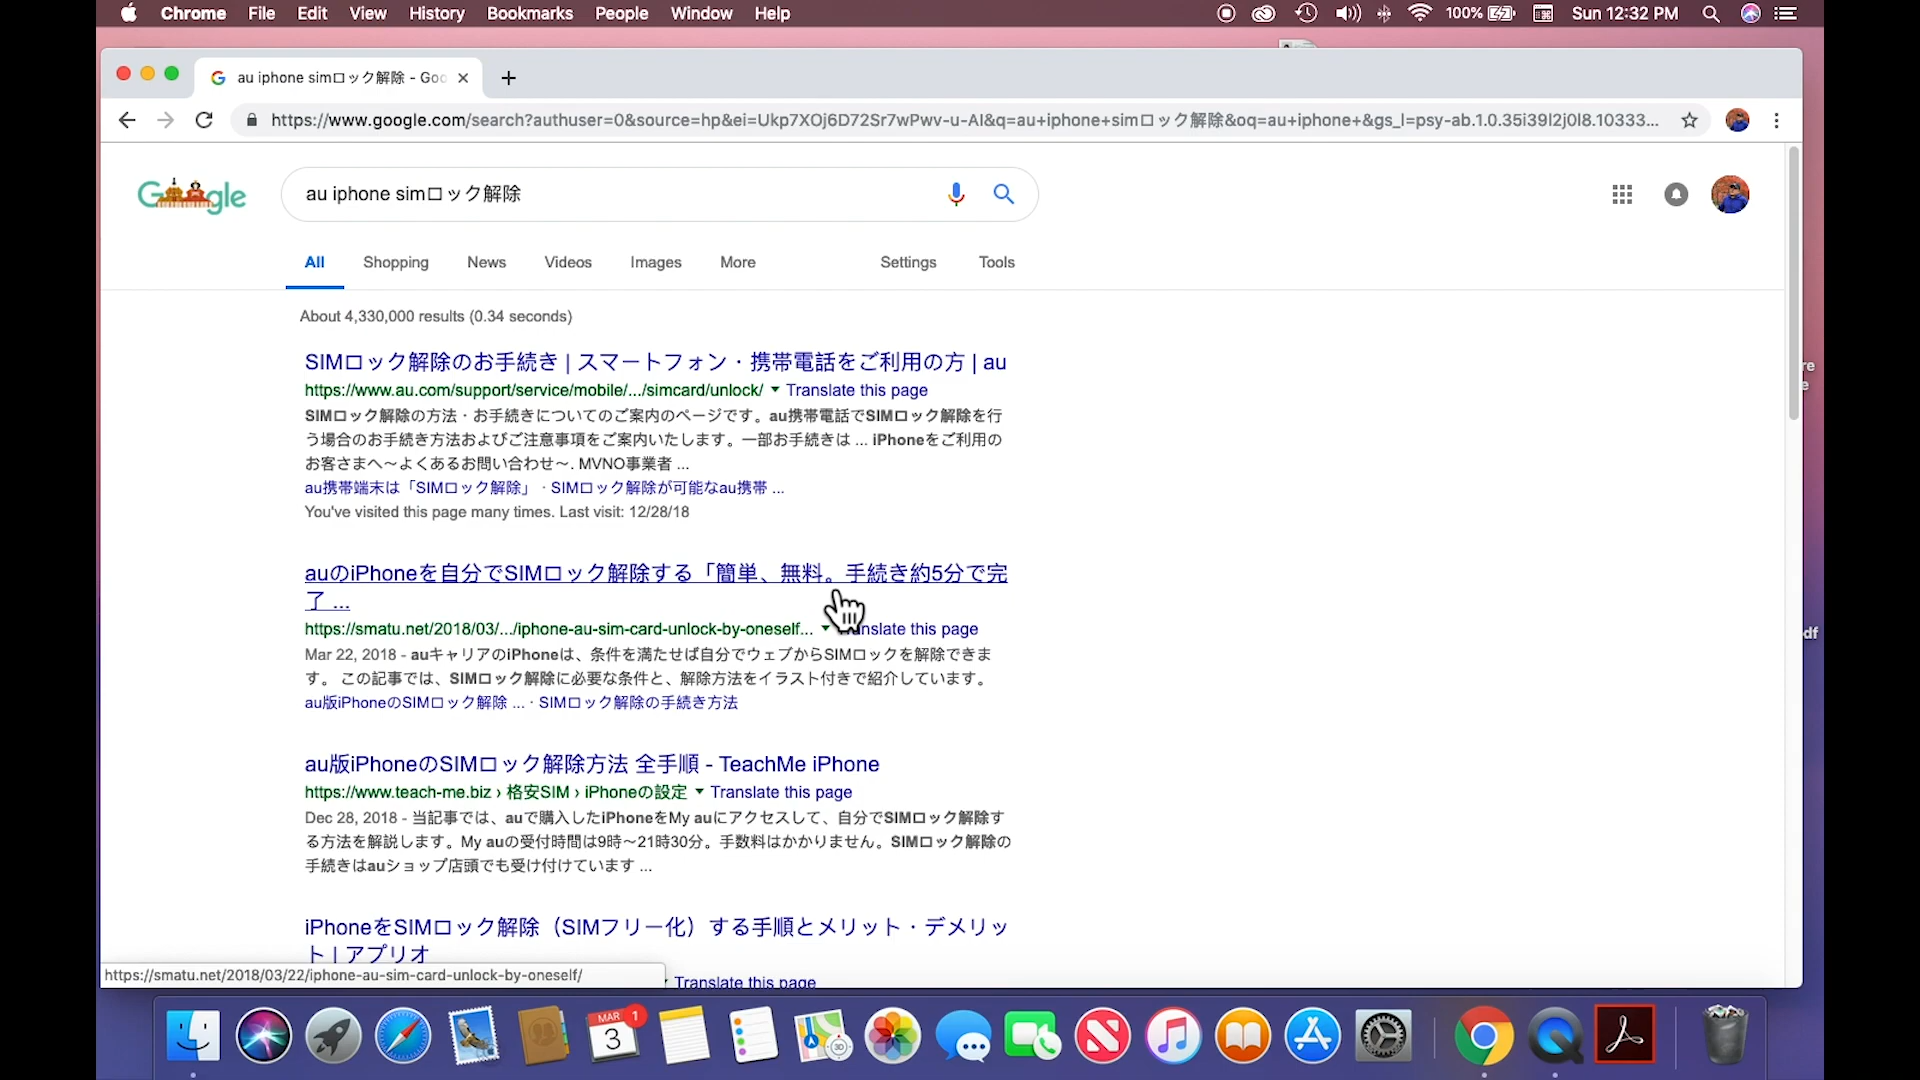 Chrome File Edit View History Bookmarks People Window Help 100% Sun 12:32 PM
au iphone simロック解除 - Goo
https://www.google.com/search?authuser=0&source=hp&ei=Ukp7XOj6D72Sr7wPwv-u-AI&q=au+iphone+simロック解除&oq=au+iphone+&gs_l=psy-ab.1.0.35i39l2j0l8.10333...
Google au iphone simロック解除
All Shopping News Videos Images More Settings Tools
About 4,330,000 results (0.34 seconds)
SIMロック解除のお手続き | スマートフォン・携帯電話をご利用の方 | au
https://www.au.com/support/service/mobile/.../simcard/unlock/ Translate this page
SIMロック解除の方法・お手続きについてのご案内のページです。au携帯電話でSIMロック解除を行
う場合のお手続き方法およびご注意事項をご案内いたします。一部お手続きは ... iPhoneをご利用の
お客さまへ～よくあるお問い合わせ～. MVNO事業者 ...
au携帯端末は「SIMロック解除」 · SIMロック解除が可能なau携帯 ...
You've visited this page many times. Last visit: 12/28/18
auのiPhoneを自分でSIMロック解除する「簡単、無料。手続き約5分で完
了 ...
https://smatu.net/2018/03/.../iphone-au-sim-card-unlock-by-oneself... this page
Mar 22, 2018 - auキャリアのiPhoneは、条件を満たせば自分でウェブからSIMロックを解除できま
す。 この記事では、SIMロック解除に必要な条件と、解除方法をイラスト付きで紹介しています。
au版iPhoneのSIMロック解除 ... · SIMロック解除の手続き方法
au版iPhoneのSIMロック解除方法 全手順 - TeachMe iPhone
https://www.teach-me.biz › 格安SIM › iPhoneの設定 Translate this page
Dec 28, 2018 - 当記事では、auで購入したiPhoneをMy auにアクセスして、自分でSIMロック解除す
る方法を解説します。My auの受付時間は9時～21時30分。手数料はかかりません。SIMロック解除の
手続きはauショップ店頭でも受け付けています ...
iPhoneをSIMロック解除（SIMフリー化）する手順とメリット・デメリッ
ト | アプリオ
https://smatu.net/2018/03/22/iphone-au-sim-card-unlock-by-oneself/
Translate this page
MAR 1
3
3D